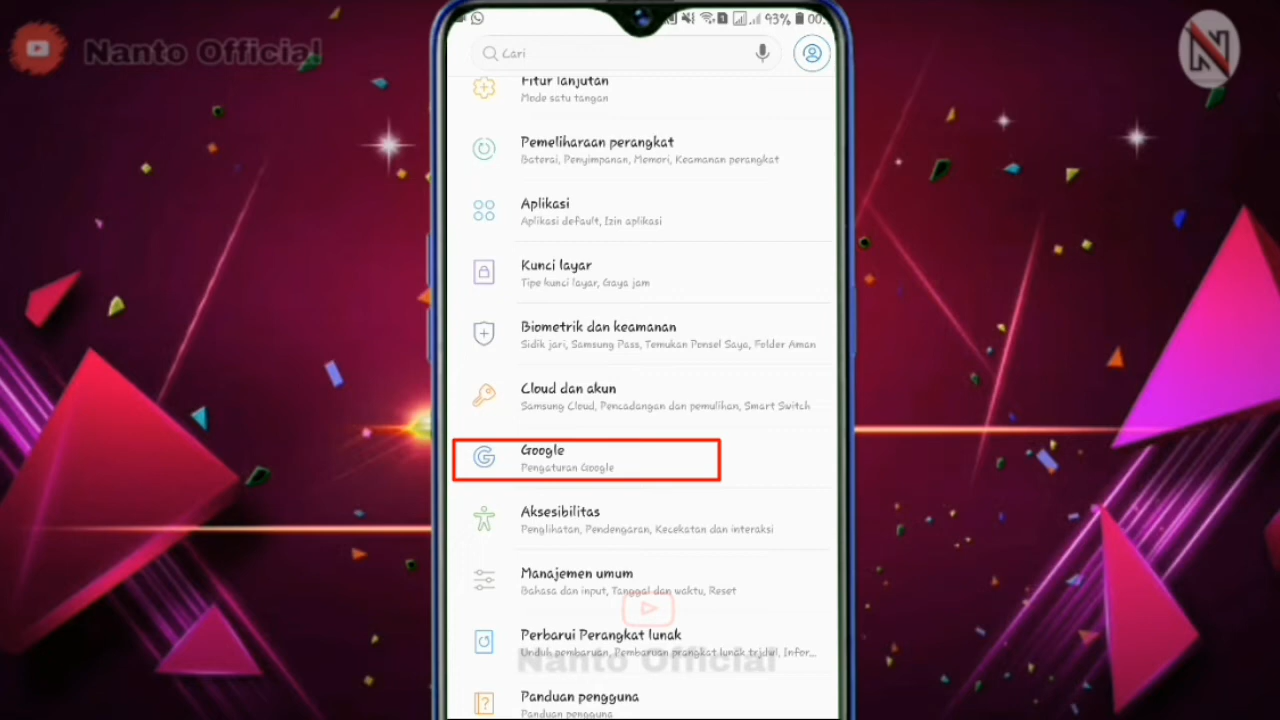 Nanto Official
93%
00.
Cari
Fitur lanjutan
Mode satu tangan
Pemeliharaan perangkat
Baterai, Penyimpanan, Memori, Keamanan perangkat
Aplikasi
Aplikasi default, Izin aplikasi
Kunci layar
Tipe kunci layar, Gaya jam
Biometrik dan keamanan
Sidik jari, Samsung Pass, Temukan Ponsel Saya, Folder Aman
Cloud dan akun
Samsung Cloud, Pencadangan dan pemulihan, Smart Switch
Google
Pengaturan Google
Aksesibilitas
Penglihatan, Pendengaran, Kecekatan dan interaksi
Manajemen umum
Bahasa dan input, Tanggal dan waktu, Reset
Perbarui Perangkat lunak
Unduh pembaruan, Pembaruan prangkat lunak trjdwl, Infor...
Nanto Official
Panduan pengguna
Panduan pengguna